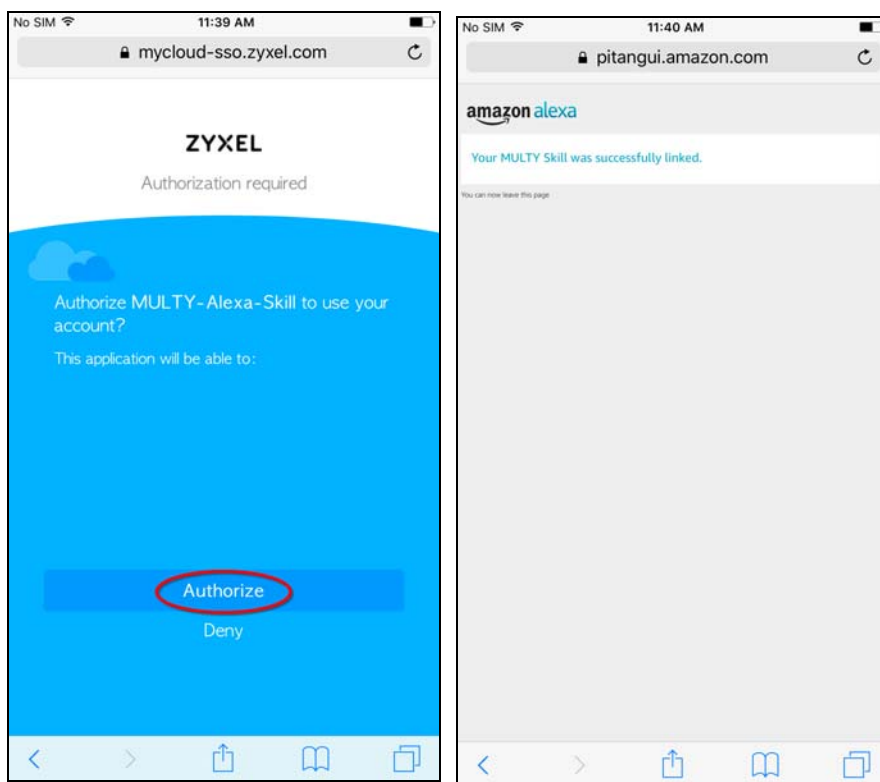 No SIM 11:39 AM
mycloud-sso.zyxel.com
ZYXEL
Authorization required
Authorize MULTY-Alexa-Skill to use your
account?
This application will be able to:
Authorize
Deny
No SIM 11:40 AM
pitangui.amazon.com
amazon alexa
Your MULTY Skill was successfully linked.
You can now leave this page